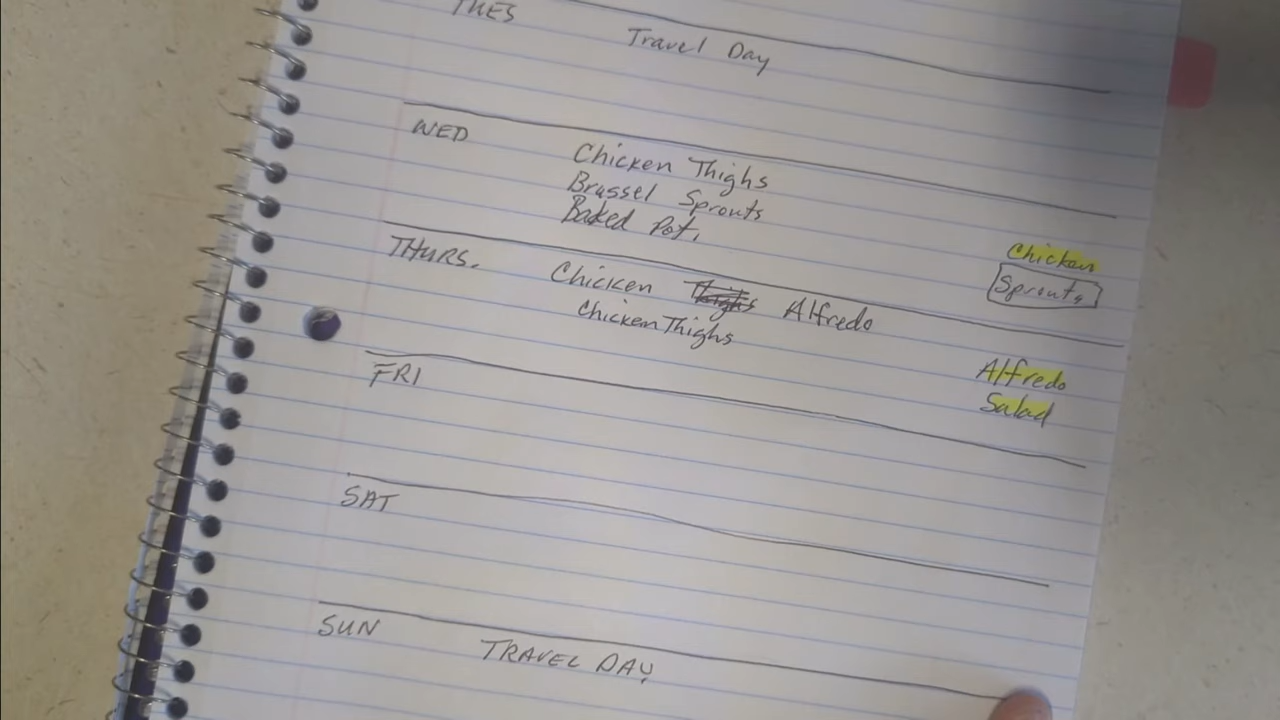 TUES
Travel Day
WED
Chicken Thighs
Brussel Sprouts
Baked Pot.
Chicken
Sprouts
THURS.
Chicken Thighs Alfredo
Chicken Thighs
Alfredo
Salad
FRI
SAT
SUN
TRAVEL DAY